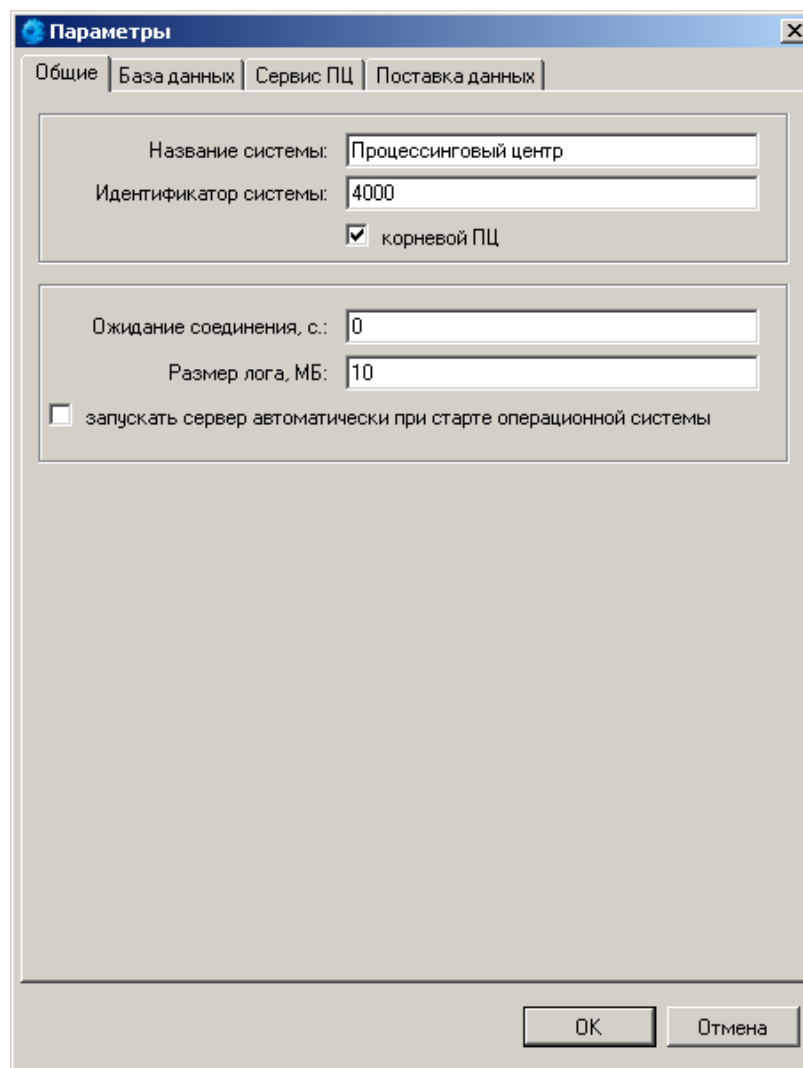 Параметры
Общие База данных Сервис ПЦ Поставка данных
Название системы: Процессинговый центр
Идентификатор системы: 4000
корневой ПЦ
Ожидание соединения, с.: 0
Размер лога, МБ: 10
запускать сервер автоматически при старте операционной системы
OK Отмена